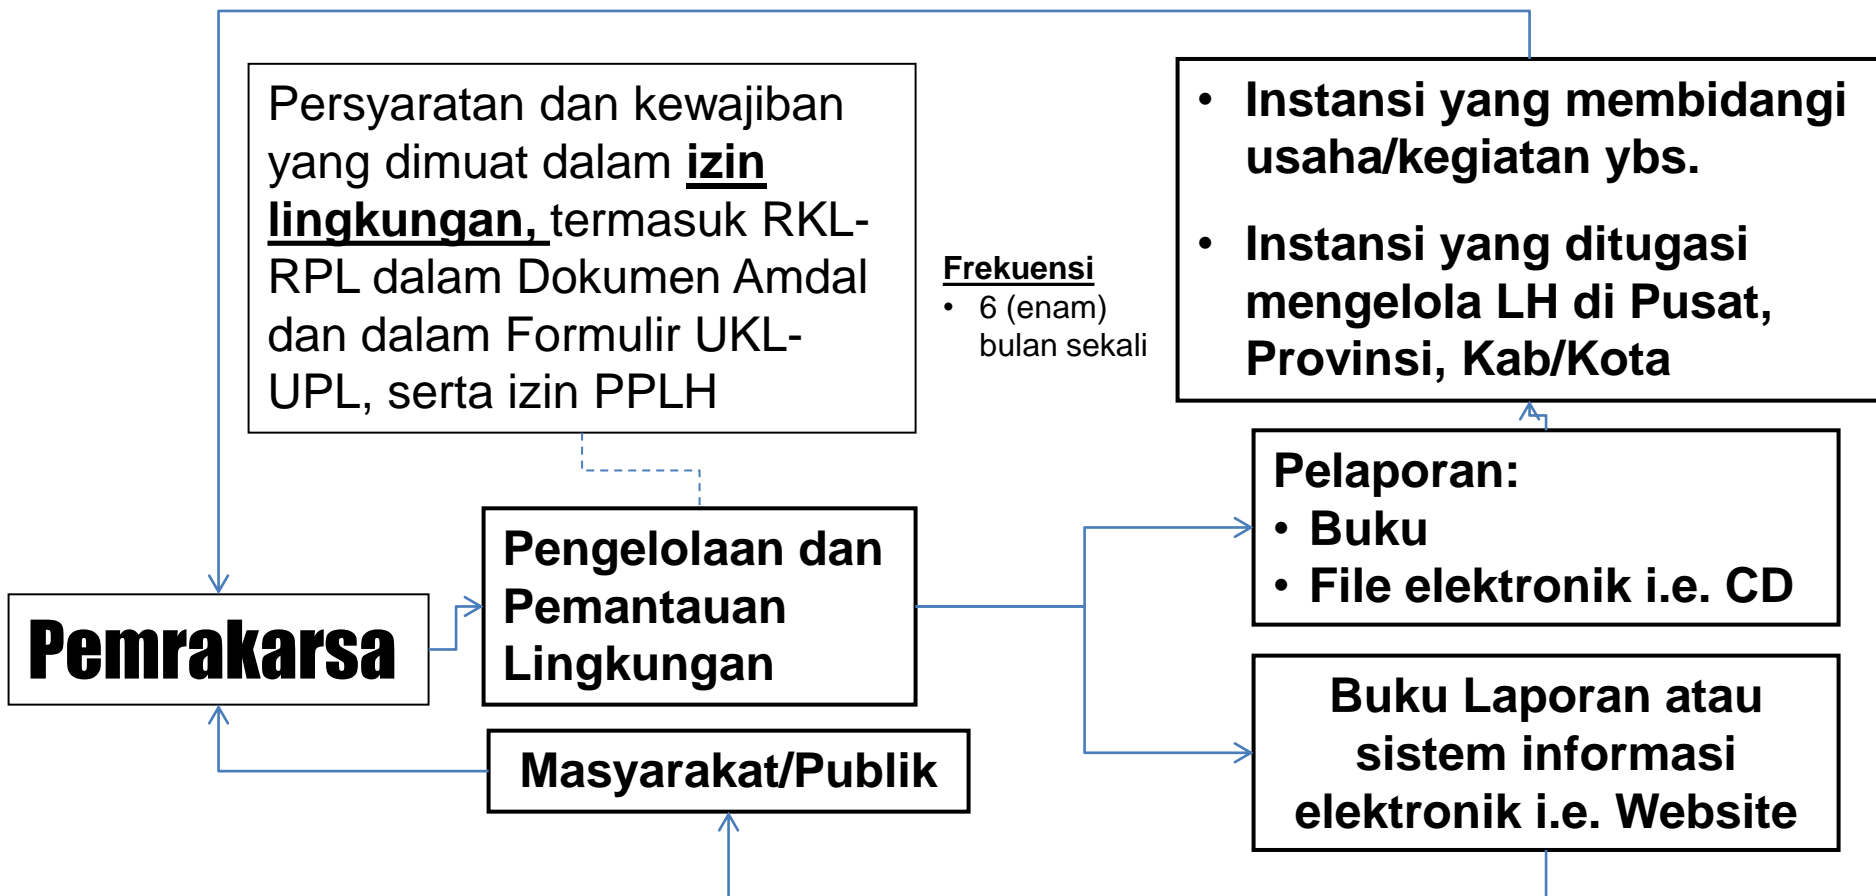 Persyaratan dan kewajiban
yang dimuat dalam izin
lingkungan, termasuk RKL-
RPL dalam Dokumen Amdal
dan dalam Formulir UKL-
UPL, serta izin PPLH
Frekuensi
• 6 (enam)
bulan sekali
• Instansi yang membidangi
usaha/kegiatan ybs.
• Instansi yang ditugasi
mengelola LH di Pusat,
Provinsi, Kab/Kota
Pemrakarsa
Pengelolaan dan
Pemantauan
Lingkungan
Pelaporan:
• Buku
• File elektronik i.e. CD
Masyarakat/Publik
Buku Laporan atau
sistem informasi
elektronik i.e. Website